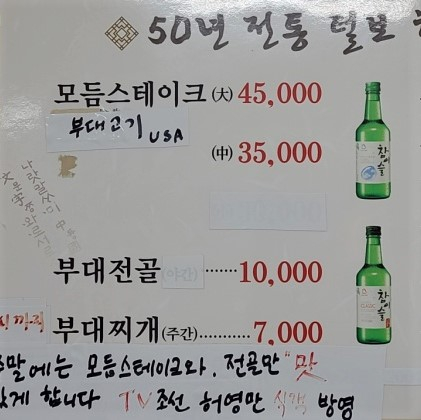 50년 전통 털보
모듬스테이크 (大) 45,000
부대고기 USA
(中) 35,000
부대전골 (야간) ······· 10,000
까지
부대찌개 (주간) ........... 7,000
말에는 모듬스테이크와, 전골만 "맛
있게 합니다 TV조선 허영만 식객 방영
참이슬
참이슬